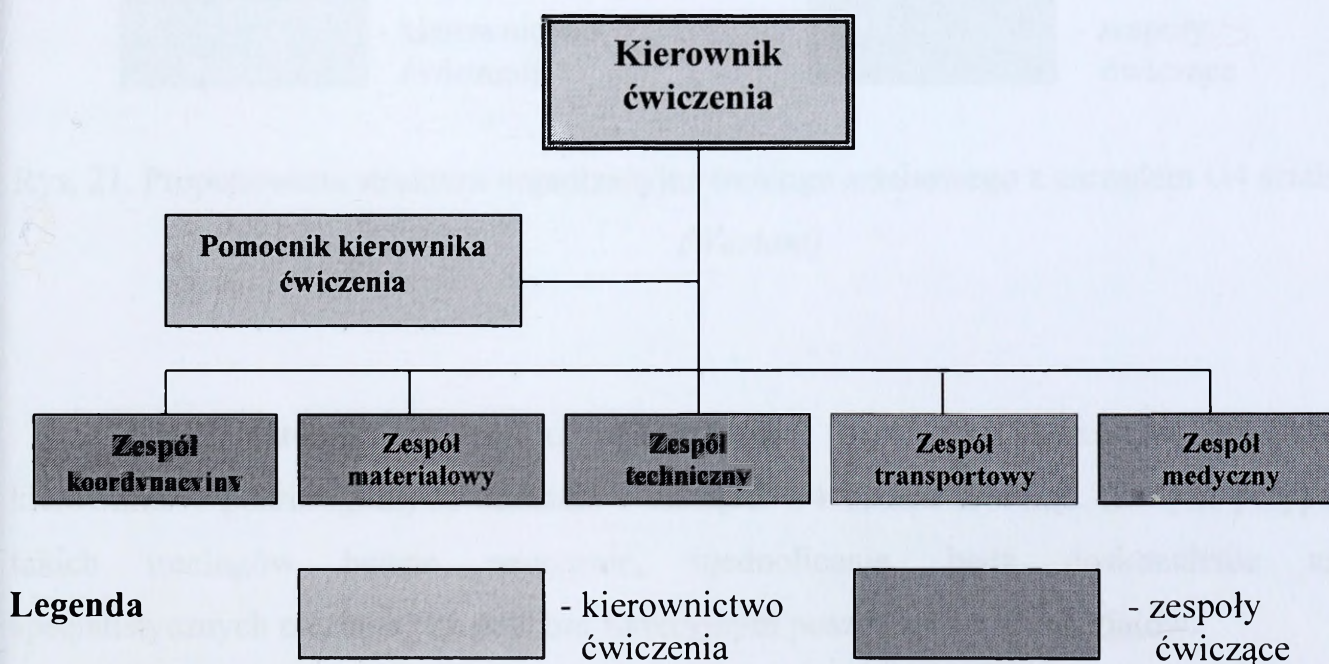 Kierownik
ćwiczenia
Pomocnik kierownika
ćwiczenia
Zespół
koordynacyjny
Zespół
materiałowy
Zespół
techniczny
Zespół
transportowy
Zespół
medyczny
Legenda
- kierownictwo
ćwiczenia
- zespoły
ćwiczące